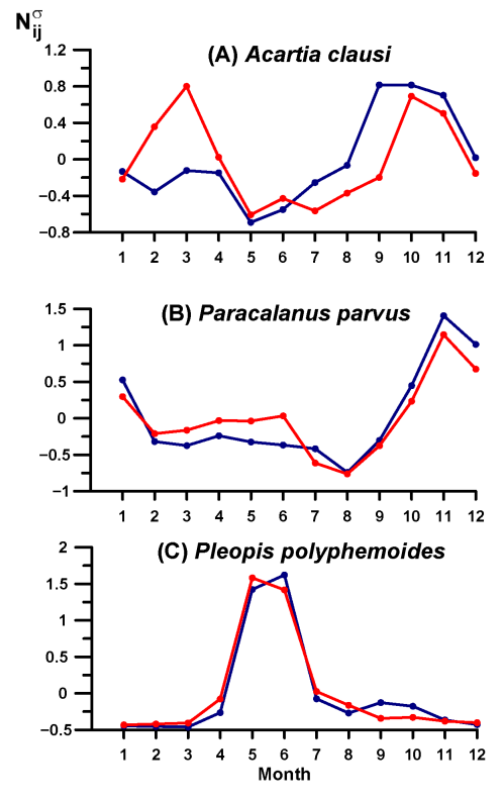 N_ij^σ
(A) Acartia clausi
1.2
0.8
0.4
0
−0.4
−0.8
1 2 3 4 5 6 7 8 9 10 11 12
(B) Paracalanus parvus
1.5
1
0.5
0
−0.5
−1
1 2 3 4 5 6 7 8 9 10 11 12
(C) Pleopis polyphemoides
2
1.5
1
0.5
0
−0.5
1 2 3 4 5 6 7 8 9 10 11 12
Month